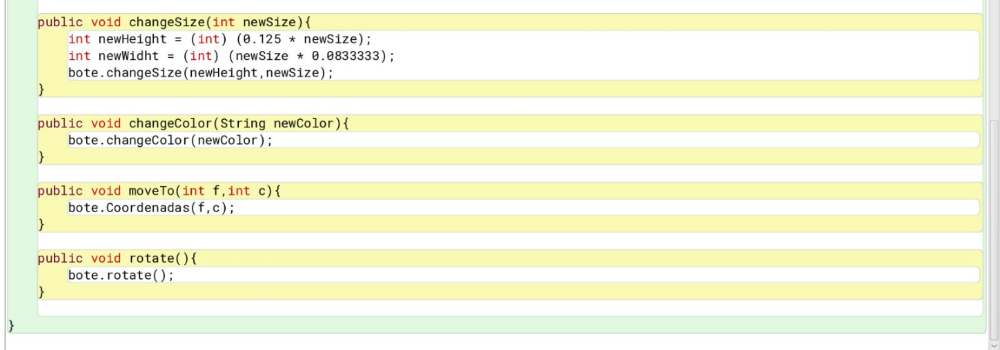 public void changeSize(int newSize){
int newHeight = (int) (0.125 * newSize);
int newWidht = (int) (newSize * 0.0833333);
bote.changeSize(newHeight,newSize);
}
public void changeColor(String newColor){
bote.changeColor(newColor);
}
public void moveTo(int f,int c){
bote.Coordenadas(f,c);
}
public void rotate(){
bote.rotate();
}
}